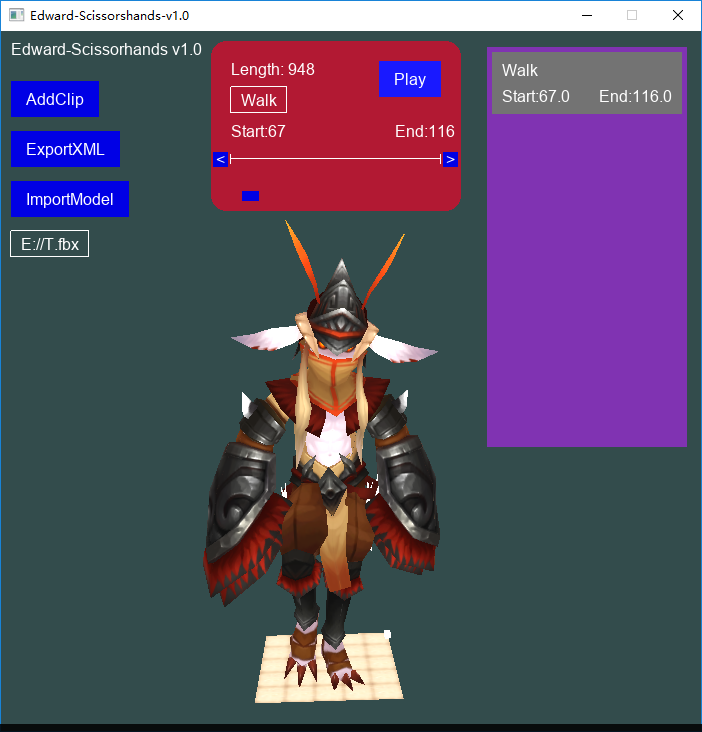 Edward-Scissorshands-v1.0
Edward-Scissorhands v1.0
AddClip
ExportXML
ImportModel
E://T.fbx
Length: 948
Play
Walk
Start:67 End:116
< >
Walk
Start:67.0 End:116.0